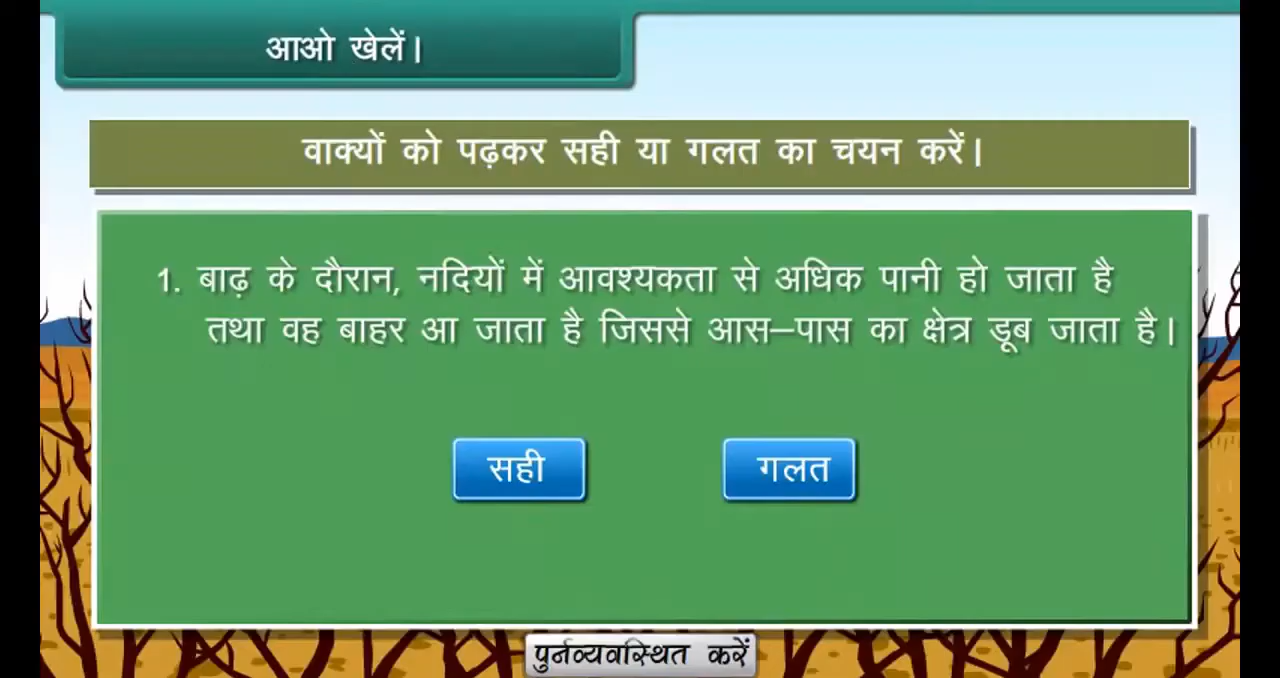 आओ खेलें।
वाक्यों को पढ़कर सही या गलत का चयन करें।
1. बाढ़ के दौरान, नदियों में आवश्यकता से अधिक पानी हो जाता है
तथा वह बाहर आ जाता है जिससे आस–पास का क्षेत्र डूब जाता है।
सही
गलत
पुर्नव्यवस्थित करें